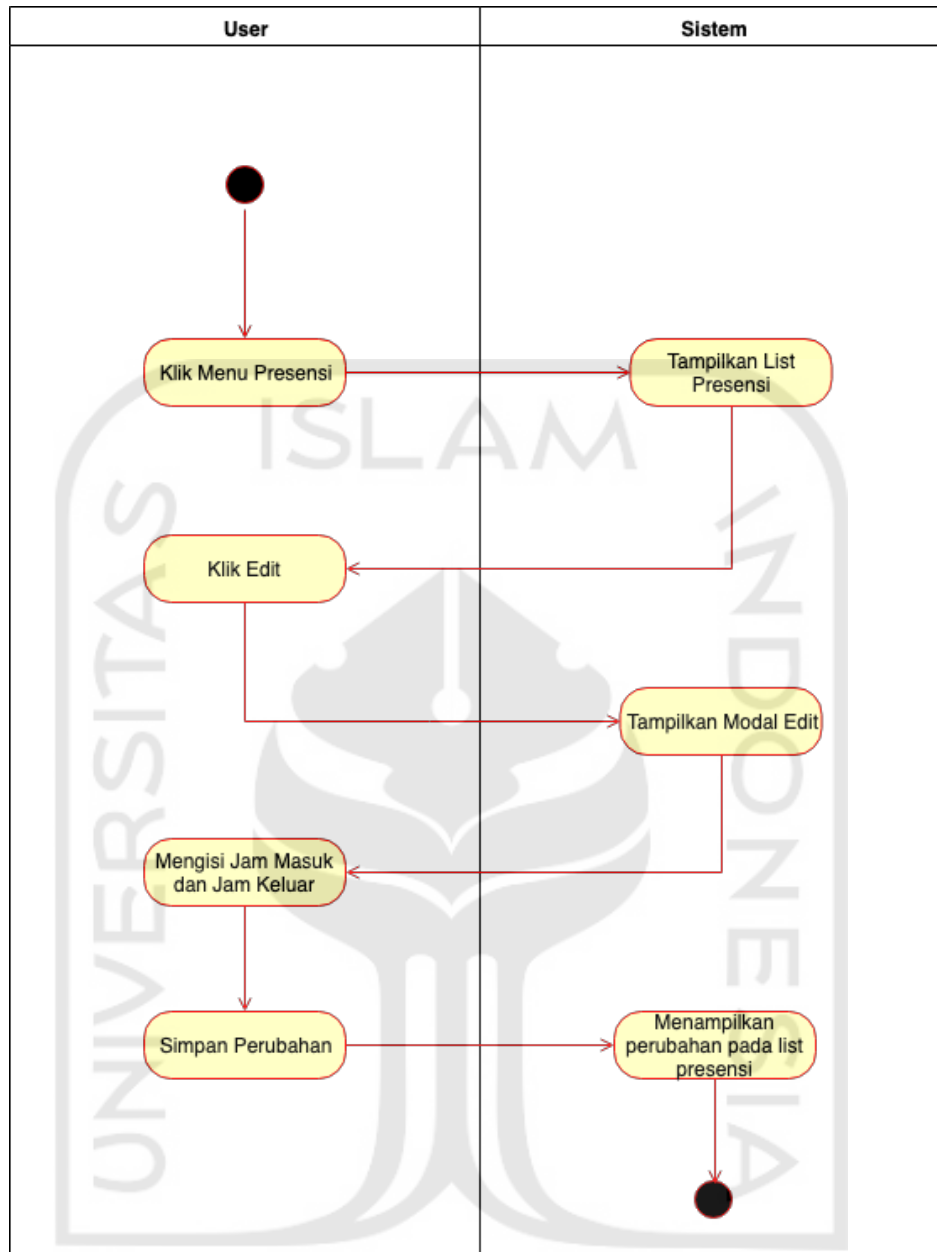 User
Sistem
Klik Menu Presensi
Tampilkan List
Presensi
Klik Edit
Tampilkan Modal Edit
Mengisi Jam Masuk
dan Jam Keluar
Simpan Perubahan
Menampilkan
perubahan pada list
presensi
UNIVERSITAS
ISLAM
INDONESIA